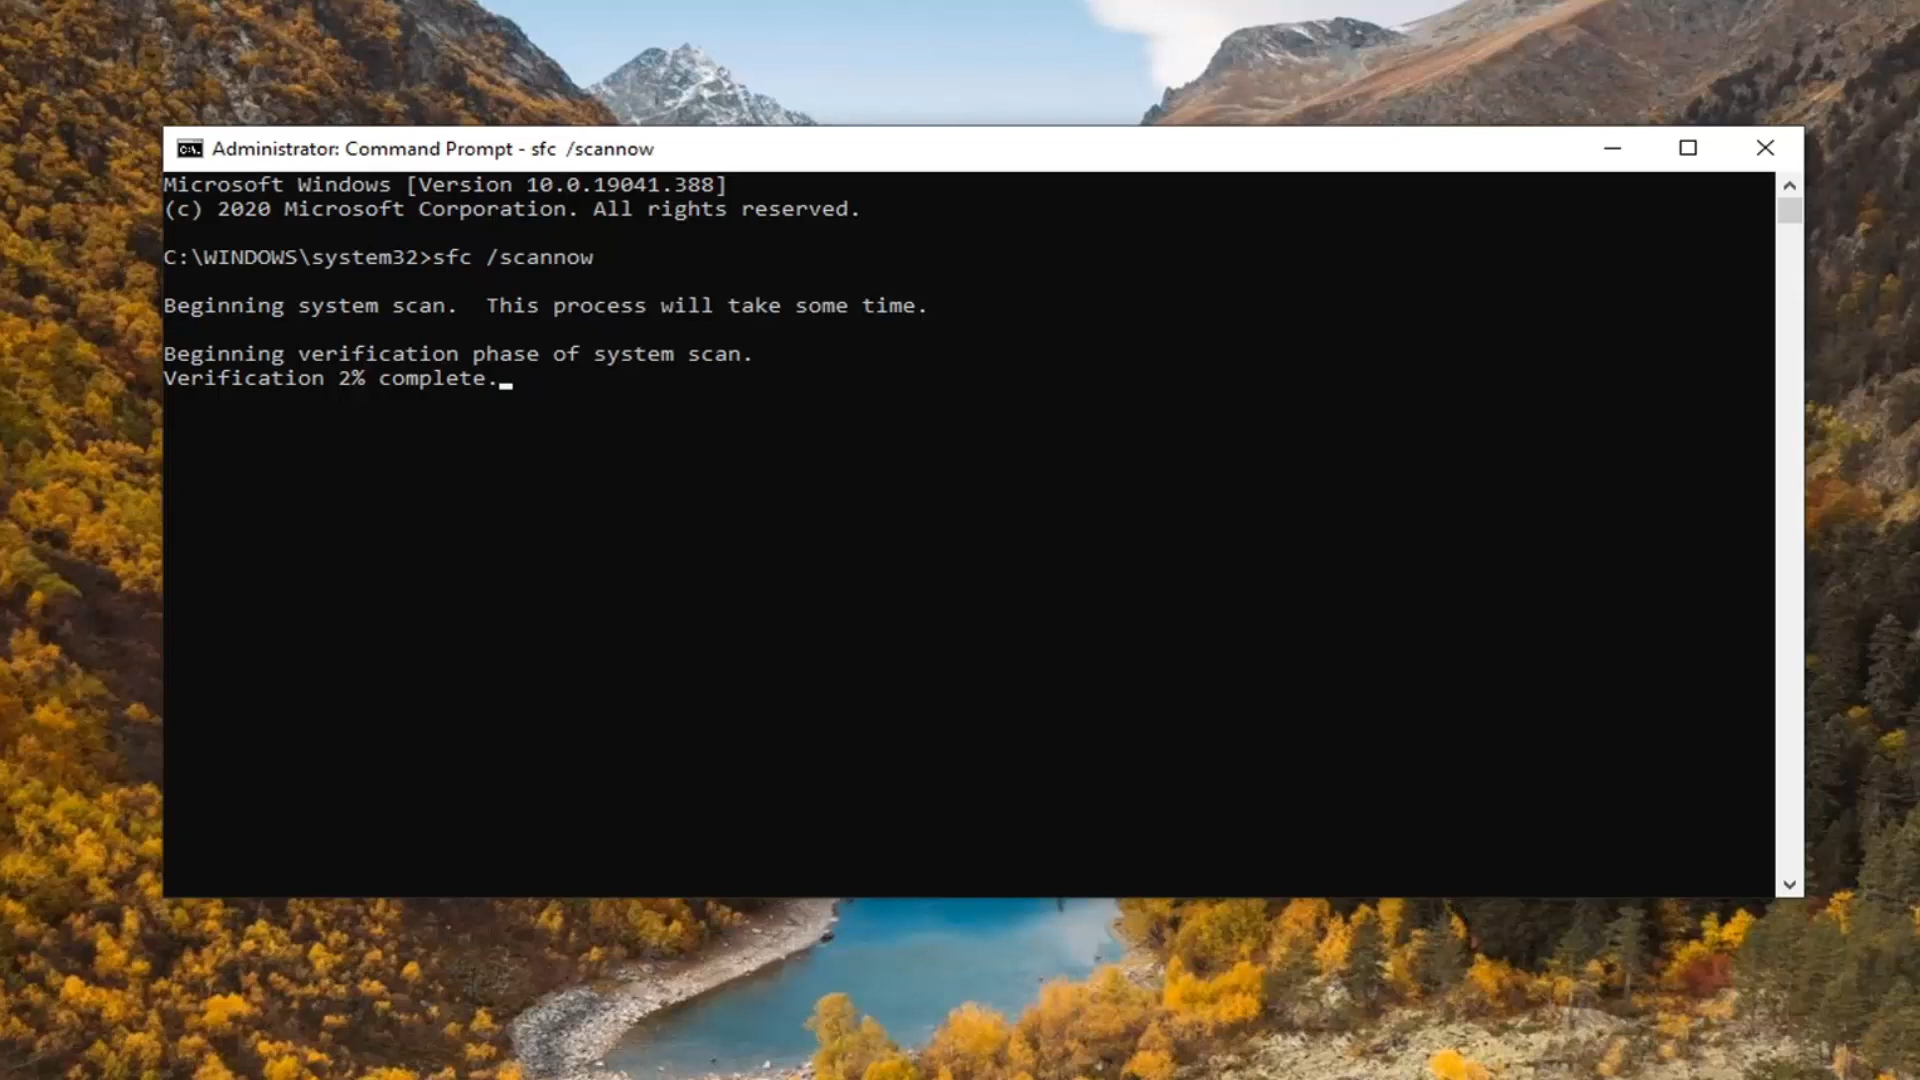 Administrator: Command Prompt - sfc  /scannow
Microsoft Windows [Version 10.0.19041.388]
(c) 2020 Microsoft Corporation. All rights reserved.
C:\WINDOWS\system32>sfc /scannow
Beginning system scan.  This process will take some time.
Beginning verification phase of system scan.
Verification 2% complete.